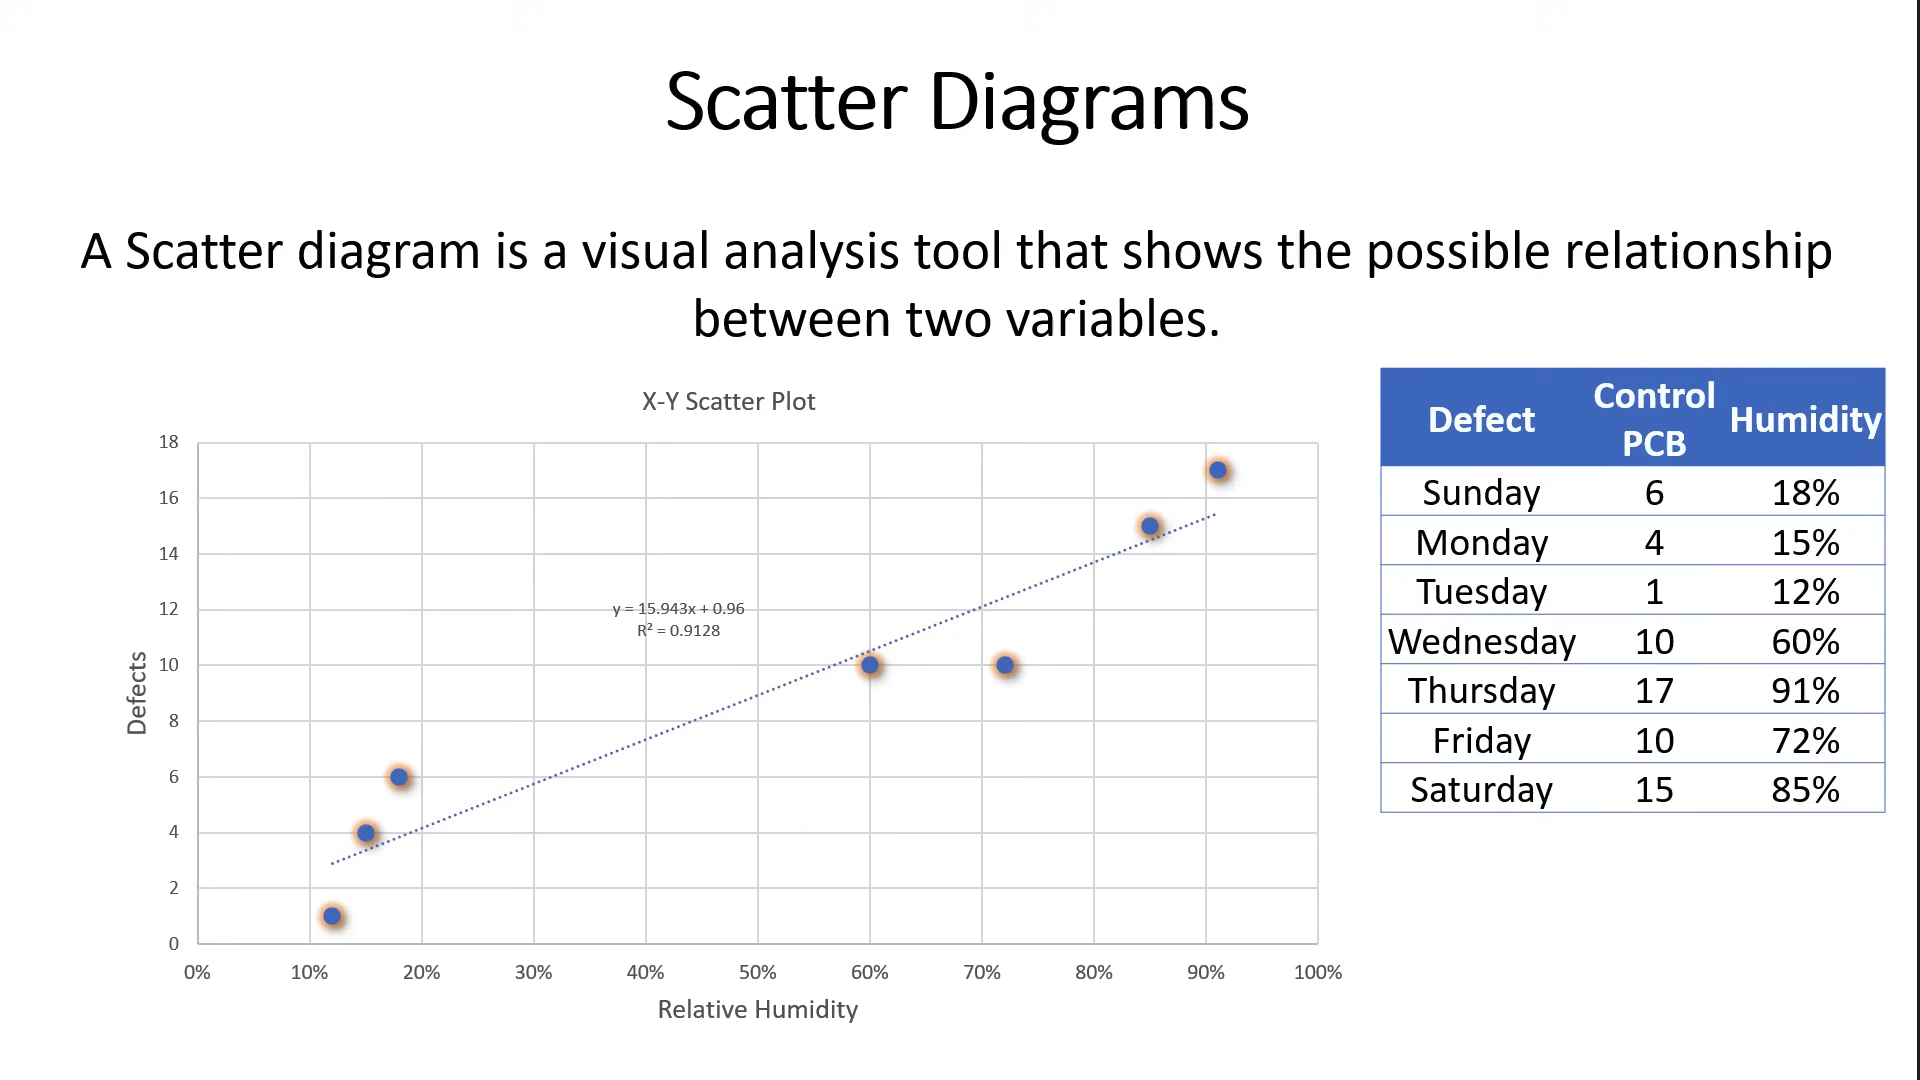 Scatter Diagrams
A Scatter diagram is a visual analysis tool that shows the possible relationship
between two variables.
X-Y Scatter Plot
18
16
14
12
10
8
6
4
2
0
Defects
y = 15.943x + 0.96
R² = 0.9128
0% 10% 20% 30% 40% 50% 60% 70% 80% 90% 100%
Relative Humidity
Defect Control PCB Humidity
Sunday 6 18%
Monday 4 15%
Tuesday 1 12%
Wednesday 10 60%
Thursday 17 91%
Friday 10 72%
Saturday 15 85%